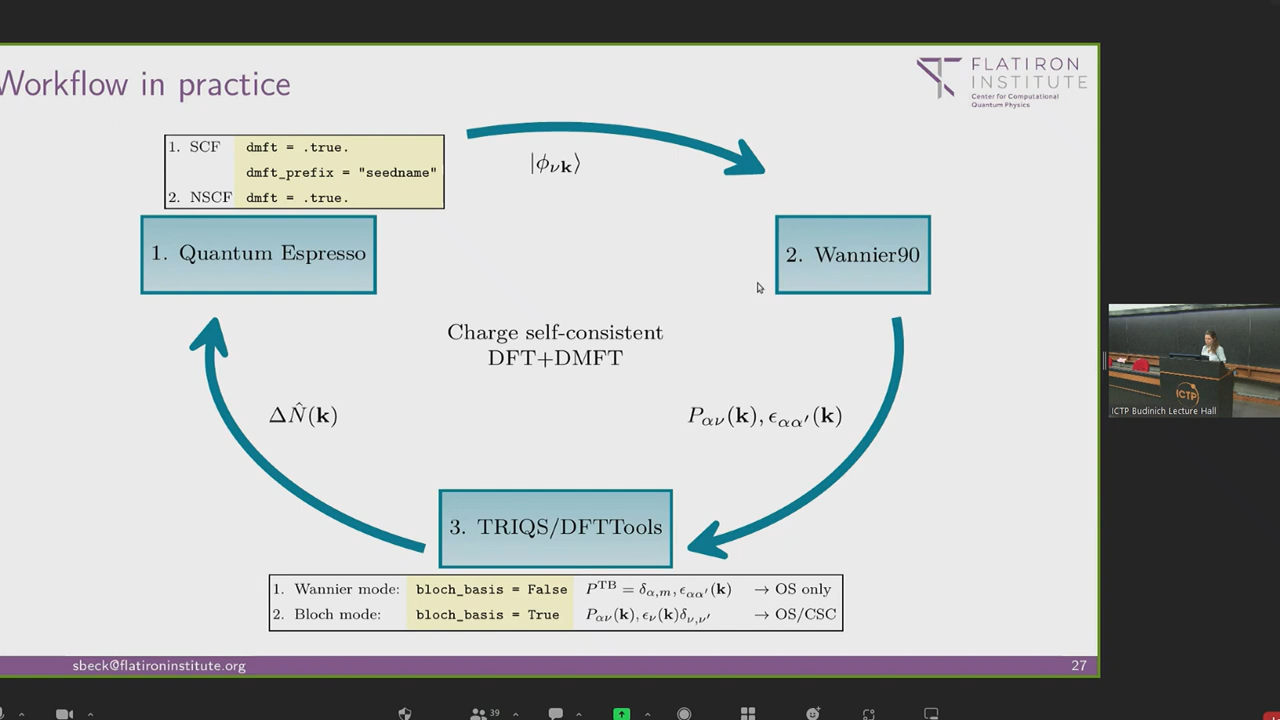 Workflow in practice
FLATIRON
INSTITUTE
Center for Computational
Quantum Physics
1. SCF dmft = .true.
dmft_prefix = "seedname"
2. NSCF dmft = .true.
|ϕνk⟩
1. Quantum Espresso
2. Wannier90
Charge self-consistent
DFT+DMFT
ΔN̂(k)
Pαν(k), ϵαα′(k)
ICTP
ICTP Budinich Lecture Hall
3. TRIQS/DFTTools
1. Wannier mode: bloch_basis = False P^TB = δα,m, ϵαα′(k) → OS only
2. Bloch mode: bloch_basis = True Pαν(k), ϵν(k)δν,ν′ → OS/CSC
sbeck@flatironinstitute.org 27
39